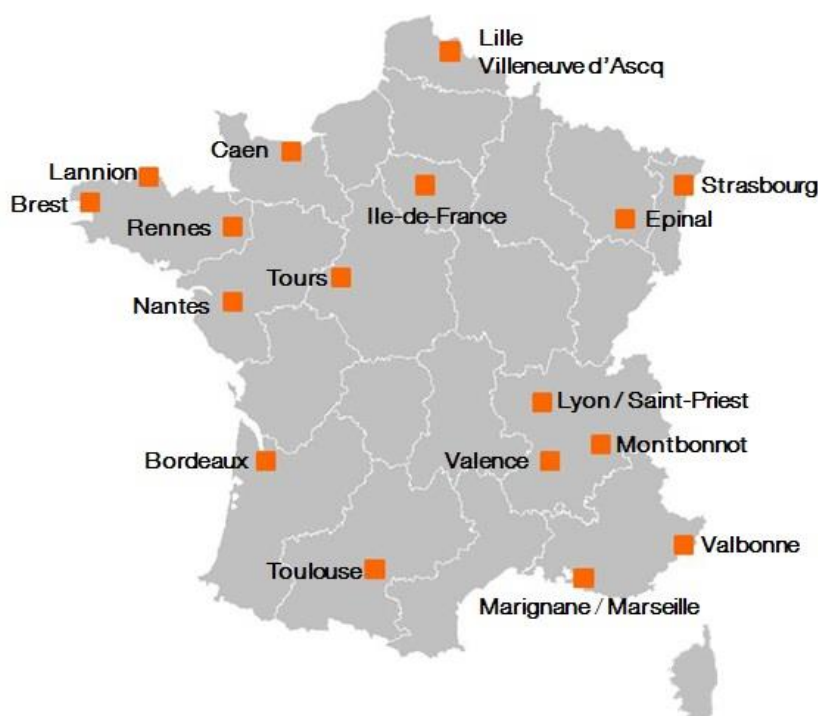 Lille
Villeneuve d'Ascq
Caen
Lannion
Strasbourg
Brest
Ile-de-France
Epinal
Rennes
Tours
Nantes
Lyon / Saint-Priest
Montbonnot
Bordeaux
Valence
Valbonne
Toulouse
Marignane / Marseille